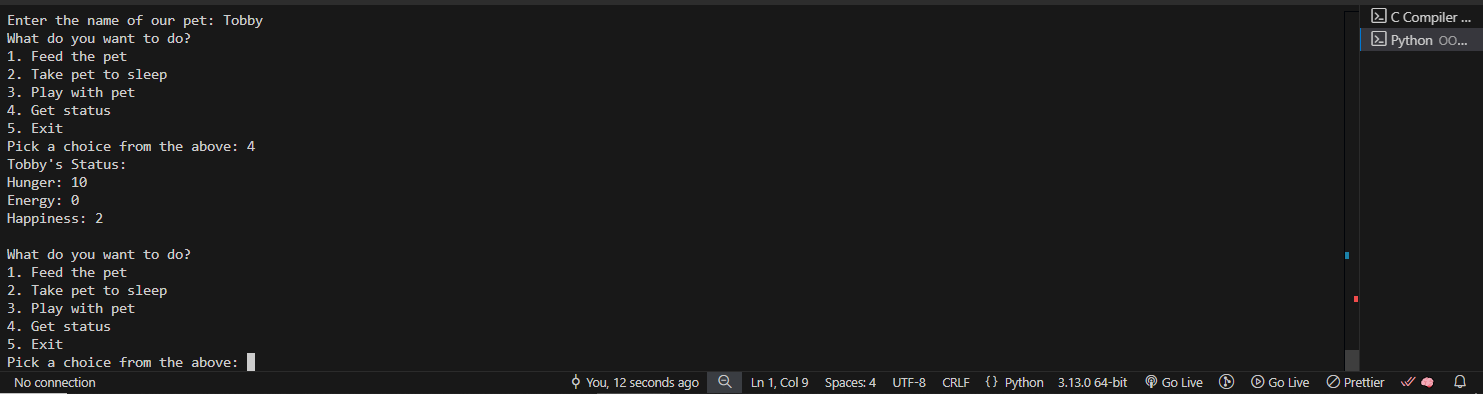 Enter the name of our pet: Tobby
What do you want to do?
1. Feed the pet
2. Take pet to sleep
3. Play with pet
4. Get status
5. Exit
Pick a choice from the above: 4
Tobby's Status:
Hunger: 10
Energy: 0
Happiness: 2
What do you want to do?
1. Feed the pet
2. Take pet to sleep
3. Play with pet
4. Get status
5. Exit
Pick a choice from the above:
C Compiler ...
Python OO...
No connection You, 12 seconds ago Ln 1, Col 9 Spaces: 4 UTF-8 CRLF {} Python 3.13.0 64-bit Go Live Go Live Prettier